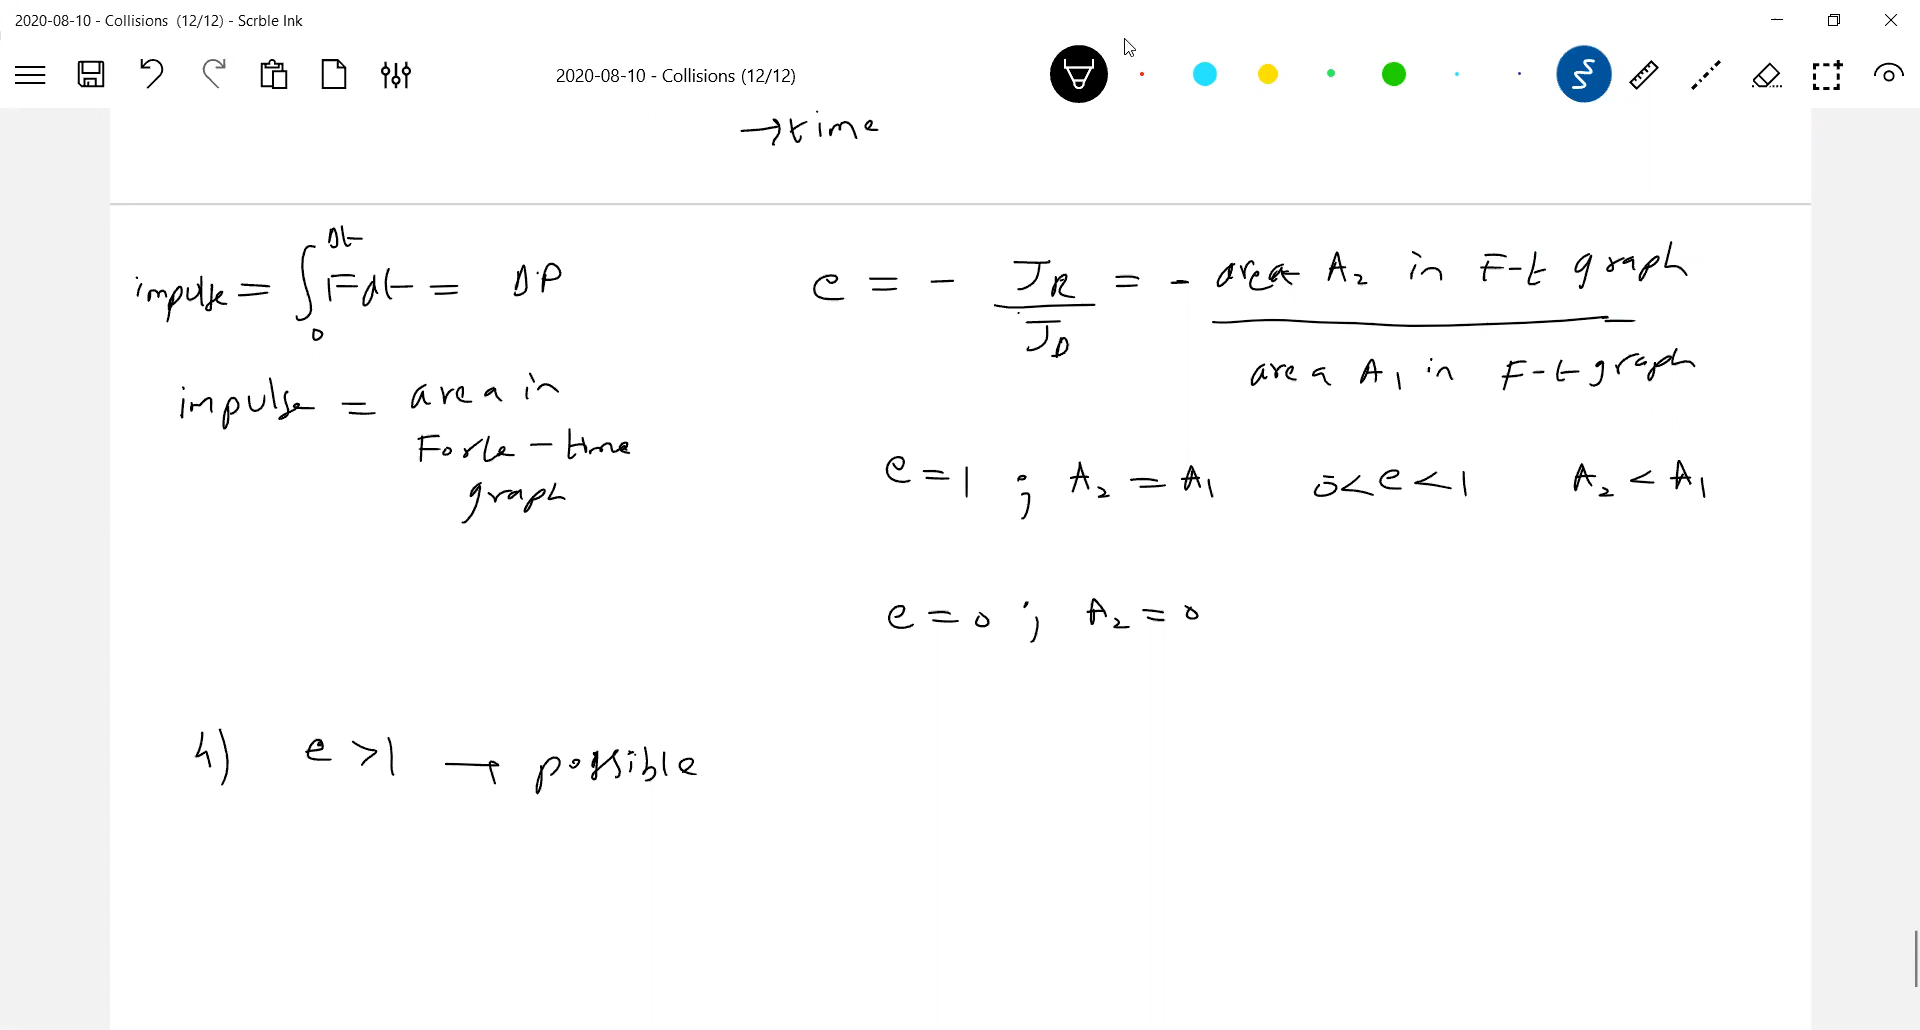 2020-08-10 - Collisions (12/12) - Scrble Ink
2020-08-10 - Collisions (12/12)
→ time
impulse = ∫₀^Δt F dt = ΔP
e = - J_R / J_D = - area A₂ in F-t graph / area A₁ in F-t graph
impulse = area in
Force - time
graph
e = 1 ; A₂ = A₁ 0 < e < 1 A₂ < A₁
e = 0 ; A₂ = 0
4) e > 1 → possible